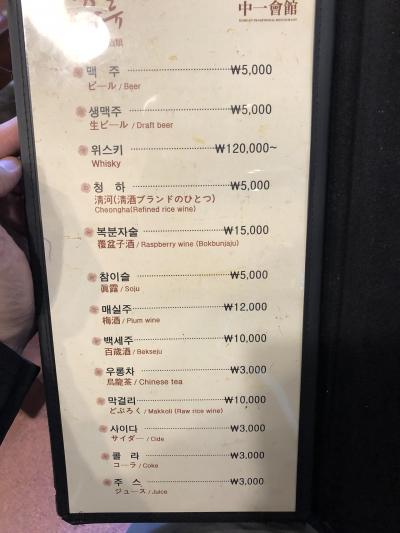 류
中一會館
酒類
맥 주 ₩5,000
ビール / Beer
생맥주 ₩5,000
生ビール / Draft beer
위스키 ₩120,000~
Whisky
청 하 ₩5,000
清河(清酒ブランドのひとつ)
Cheongha(Refined rice wine)
복분자술 ₩15,000
覆盆子酒 / Raspberry wine (Bokbunjaju)
참이슬 ₩5,000
眞露 / Soju
매실주 ₩12,000
梅酒 / Plum wine
백세주 ₩10,000
百歳酒 / Bekseju
우롱차 ₩3,000
烏龍茶 / Chinese tea
막걸리 ₩10,000
どぶろく / Makkoli (Raw rice wine)
사이다 ₩3,000
サイダー / Cide
콜 라 ₩3,000
コーラ / Coke
주 스 ₩3,000
ジュース / Juice